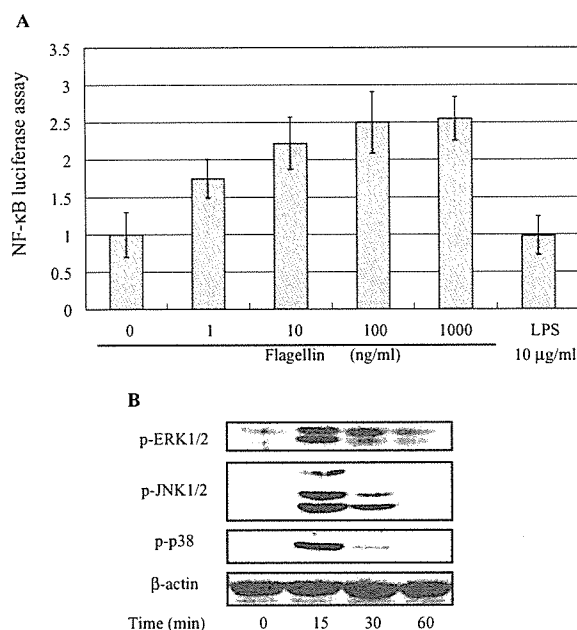 A
NF-κB luciferase assay
3.5
3
2.5
2
1.5
1
0.5
0
0 1 10 100 1000 LPS
Flagellin (ng/ml) 10 μg/ml
B
p-ERK1/2
p-JNK1/2
p-p38
β-actin
Time (min) 0 15 30 60